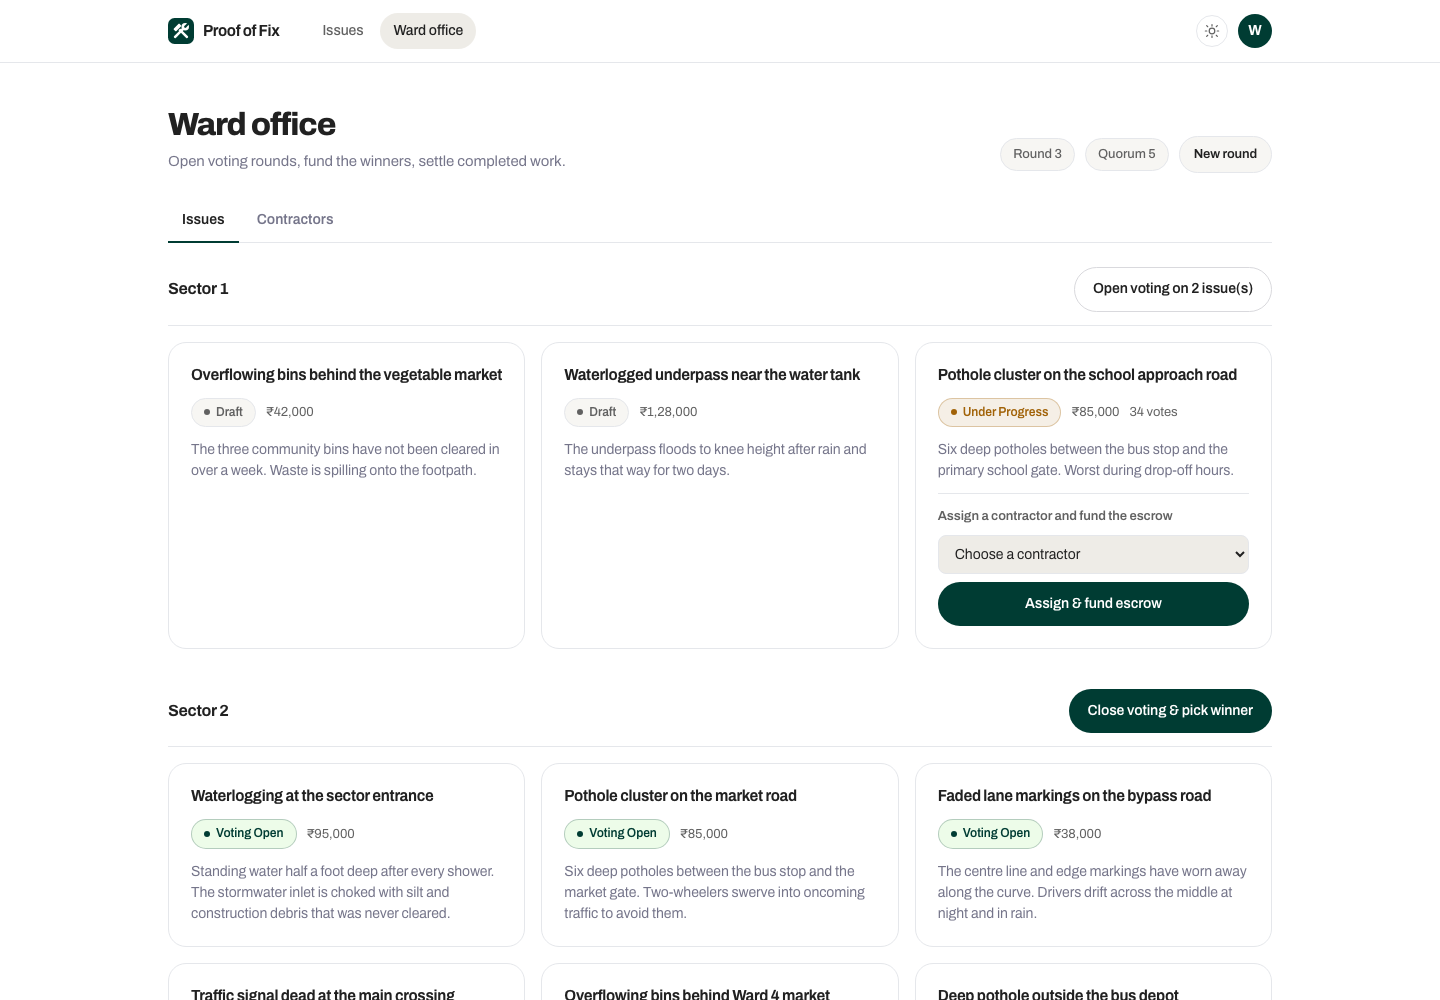 Proof of Fix
Issues
Ward office
W
Ward office
Open voting rounds, fund the winners, settle completed work.
Round 3
Quorum 5
New round
Issues
Contractors
Sector 1
Open voting on 2 issue(s)
Overflowing bins behind the vegetable market
Draft
₹42,000
The three community bins have not been cleared in
over a week. Waste is spilling onto the footpath.
Waterlogged underpass near the water tank
Draft
₹1,28,000
The underpass floods to knee height after rain and
stays that way for two days.
Pothole cluster on the school approach road
Under Progress
₹85,000
34 votes
Six deep potholes between the bus stop and the
primary school gate. Worst during drop-off hours.
Assign a contractor and fund the escrow
Choose a contractor
Assign & fund escrow
Sector 2
Close voting & pick winner
Waterlogging at the sector entrance
Voting Open
₹95,000
Standing water half a foot deep after every shower.
The stormwater inlet is choked with silt and
construction debris that was never cleared.
Pothole cluster on the market road
Voting Open
₹85,000
Six deep potholes between the bus stop and the
market gate. Two-wheelers swerve into oncoming
traffic to avoid them.
Faded lane markings on the bypass road
Voting Open
₹38,000
The centre line and edge markings have worn away
along the curve. Drivers drift across the middle at
night and in rain.
Traffic signal dead at the main crossing
Overflowing bins behind Ward 4 market
Deep pothole outside the bus depot